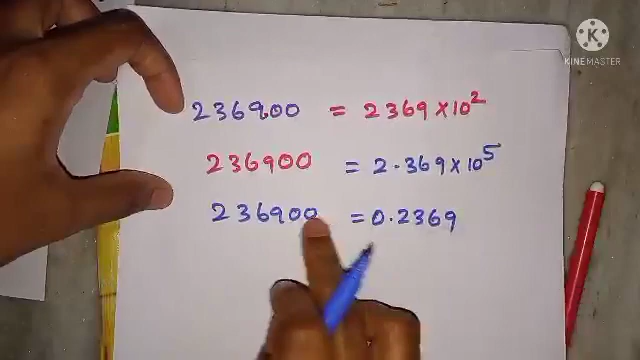 KINEMASTER
236900 = 2369 × 10²
236900 = 2.369 × 10⁵
236900 = 0.2369